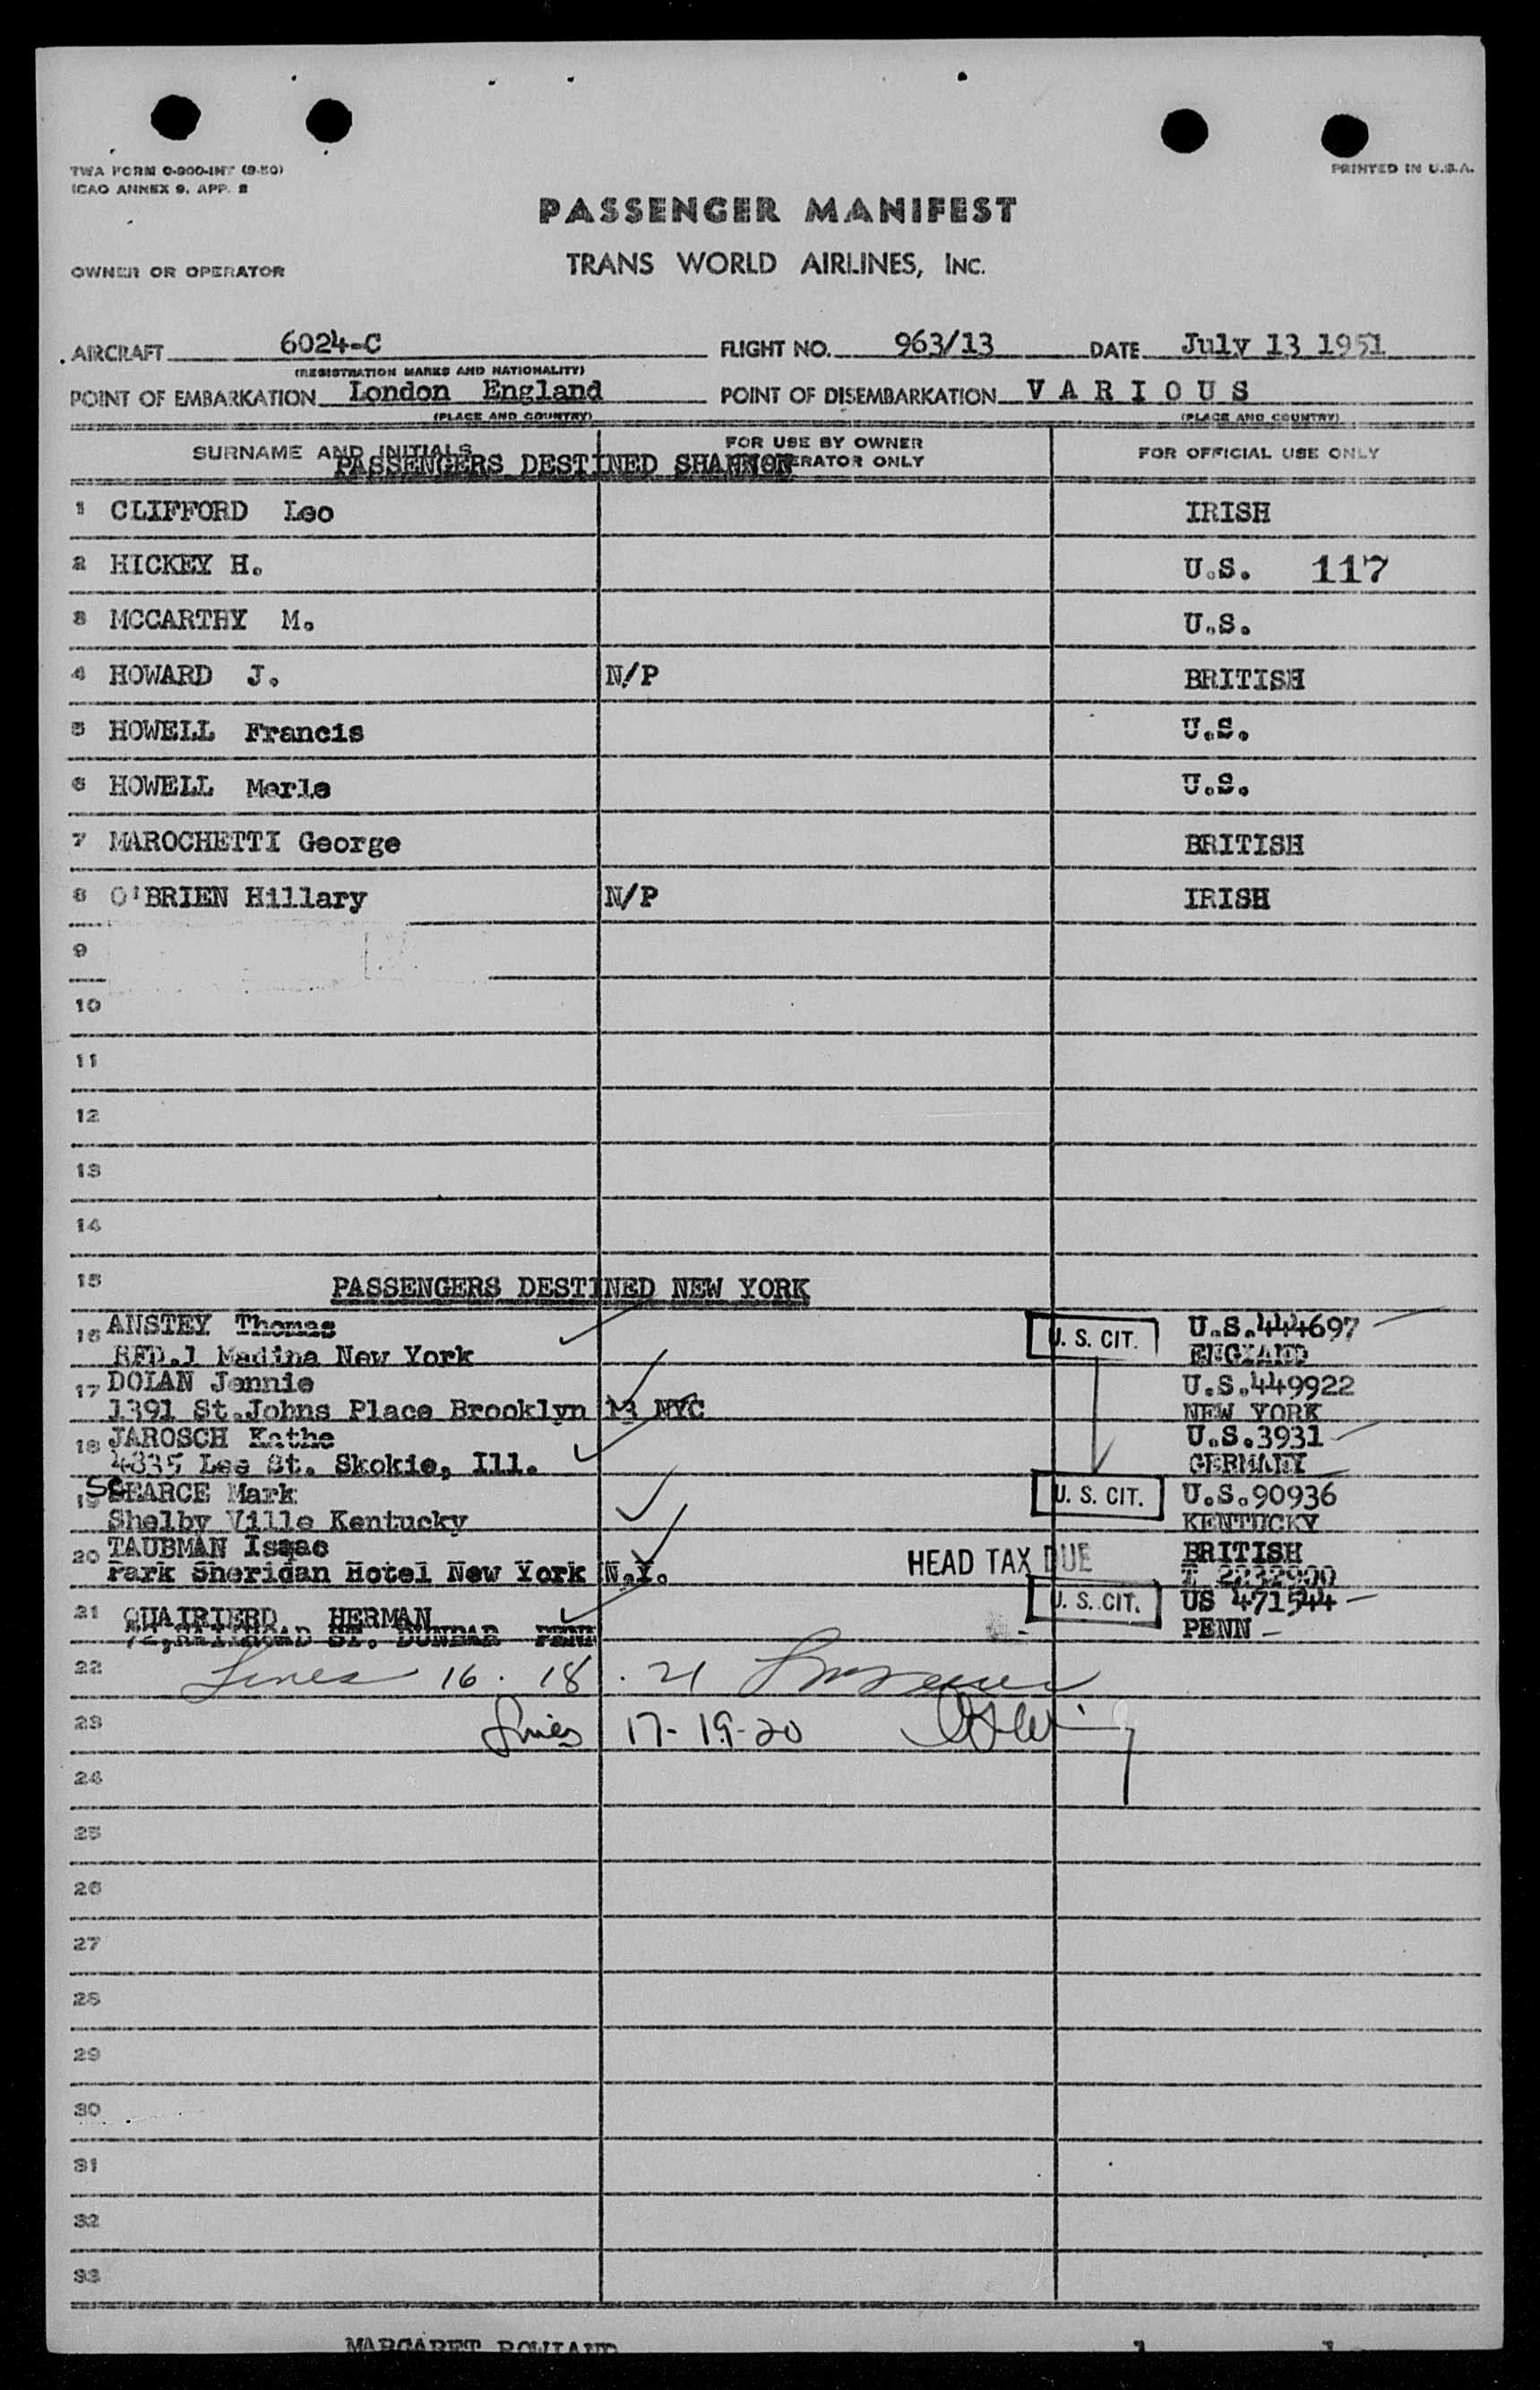 TWA FORM O-900-INT (9-50)
ICAO ANNEX 9, APP. 2
PRINTED IN U.S.A.
PASSENGER MANIFEST
OWNER OR OPERATOR
TRANS WORLD AIRLINES, INC.
AIRCRAFT 6024-C FLIGHT NO. 963/13 DATE July 13 1951
(REGISTRATION MARKS AND NATIONALITY)
POINT OF EMBARKATION London England POINT OF DISEMBARKATION V A R I O U S
(PLACE AND COUNTRY) (PLACE AND COUNTRY)
SURNAME AND INITIALS FOR USE BY OWNER OR OPERATOR ONLY FOR OFFICIAL USE ONLY
PASSENGERS DESTINED SHANNON
1 CLIFFORD Leo IRISH
2 HICKEY H. U.S. 117
3 MCCARTHY M. U.S.
4 HOWARD J. N/P BRITISH
5 HOWELL Francis U.S.
6 HOWELL Merle U.S.
7 MAROCHETTI George BRITISH
8 O'BRIEN Hillary N/P IRISH
9
10
11
12
13
14
15 PASSENGERS DESTINED NEW YORK
16 ANSTEY Thomas U. S. CIT. U.S.444697
RFD.1 Madina New York ENGLAND
17 DOLAN Jennie U.S.449922
1391 St.Johns Place Brooklyn 13 NYC NEW YORK
18 JAROSCH Kathe U.S.3931
4835 Lee St. Skokie, Ill. GERMANY
19 SCEARCE Mark U. S. CIT. U.S.90936
Shelby Ville Kentucky KENTUCKY
20 TAUBMAN Isaac HEAD TAX DUE BRITISH
Park Sheridan Hotel New York N.Y. 2232900
21 HERMAN U. S. CIT. US 471544
ST. DUNBAR PENN PENN
22 Lines 16 . 18 . 21
23 Lines 17-19-20
24
25
26
27
28
29
30
31
32
33
MARGARET ROWLAND